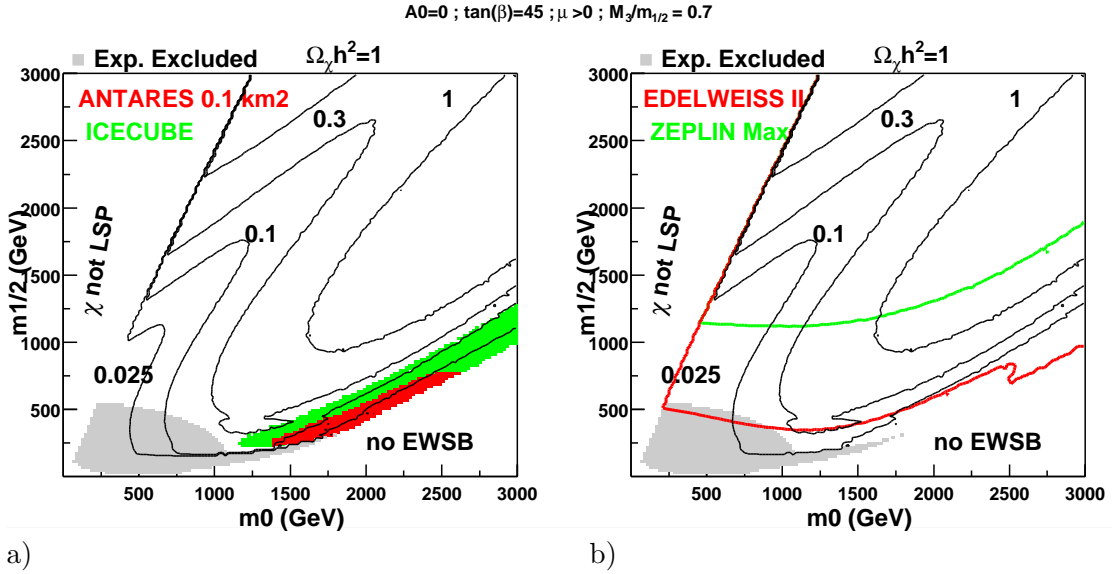 A0=0 ; tan(β)=45 ; μ >0 ; M3/m1/2 = 0.7
Exp. Excluded Ωχh²=1
ANTARES 0.1 km2
ICECUBE
1
0.3
0.1
0.025
χ not LSP
no EWSB
m1/2 (GeV)
3000
2500
2000
1500
1000
500
500 1000 1500 2000 2500 3000
m0 (GeV)
a)
Exp. Excluded Ωχh²=1
EDELWEISS II
ZEPLIN Max
1
0.3
0.1
0.025
χ not LSP
no EWSB
m1/2 (GeV)
3000
2500
2000
1500
1000
500
500 1000 1500 2000 2500 3000
m0 (GeV)
b)